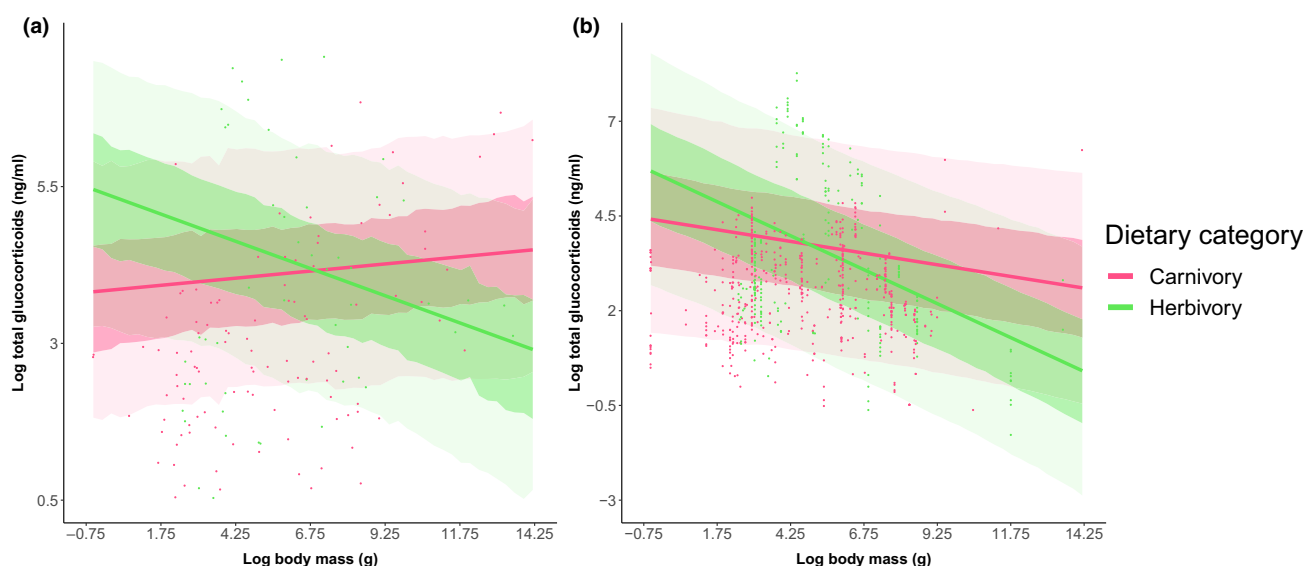 (a)
Log total glucocorticoids (ng/ml)
5.5
3
0.5
−0.75 1.75 4.25 6.75 9.25 11.75 14.25
Log body mass (g)
(b)
Log total glucocorticoids (ng/ml)
7
4.5
2
−0.5
−3
−0.75 1.75 4.25 6.75 9.25 11.75 14.25
Log body mass (g)
Dietary category
Carnivory
Herbivory